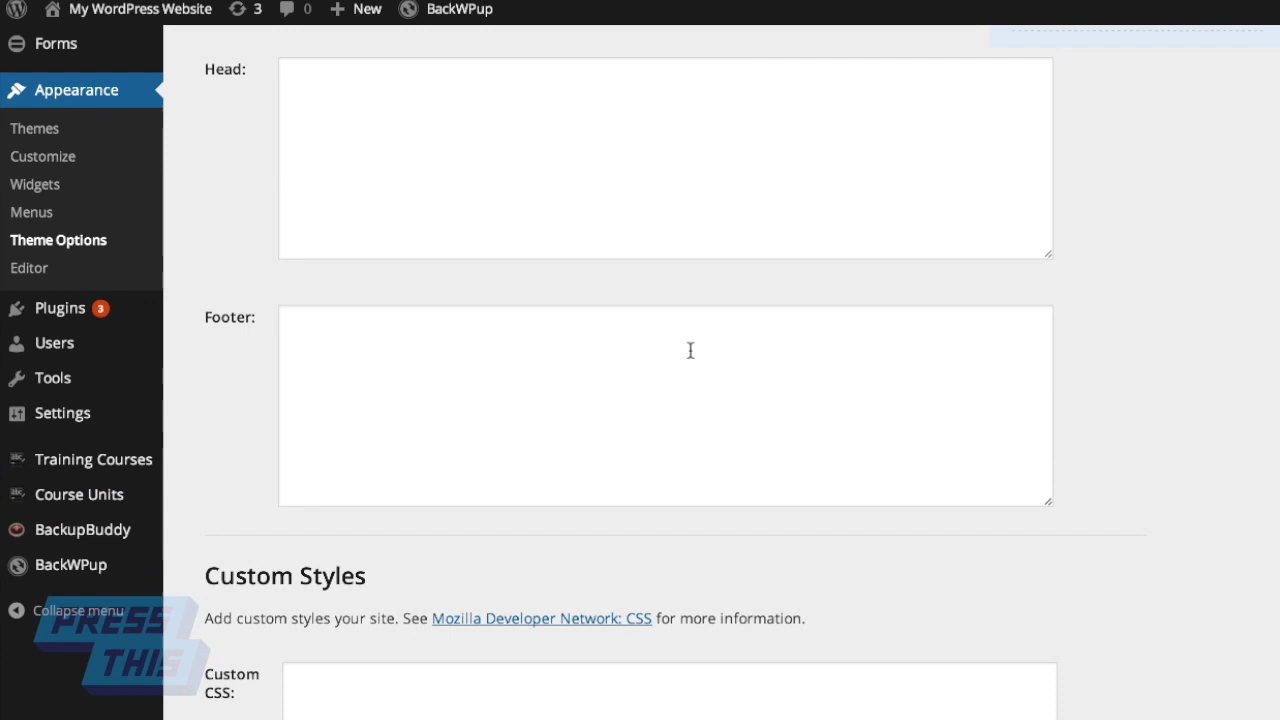 My WordPress Website 3 0 New BackWPup
Forms
Appearance
Themes
Customize
Widgets
Menus
Theme Options
Editor
Plugins 3
Users
Tools
Settings
Training Courses
Course Units
BackupBuddy
BackWPup
Collapse menu
PRESS
THIS
Head:
Footer:
Custom Styles
Add custom styles your site. See Mozilla Developer Network: CSS for more information.
Custom
CSS: